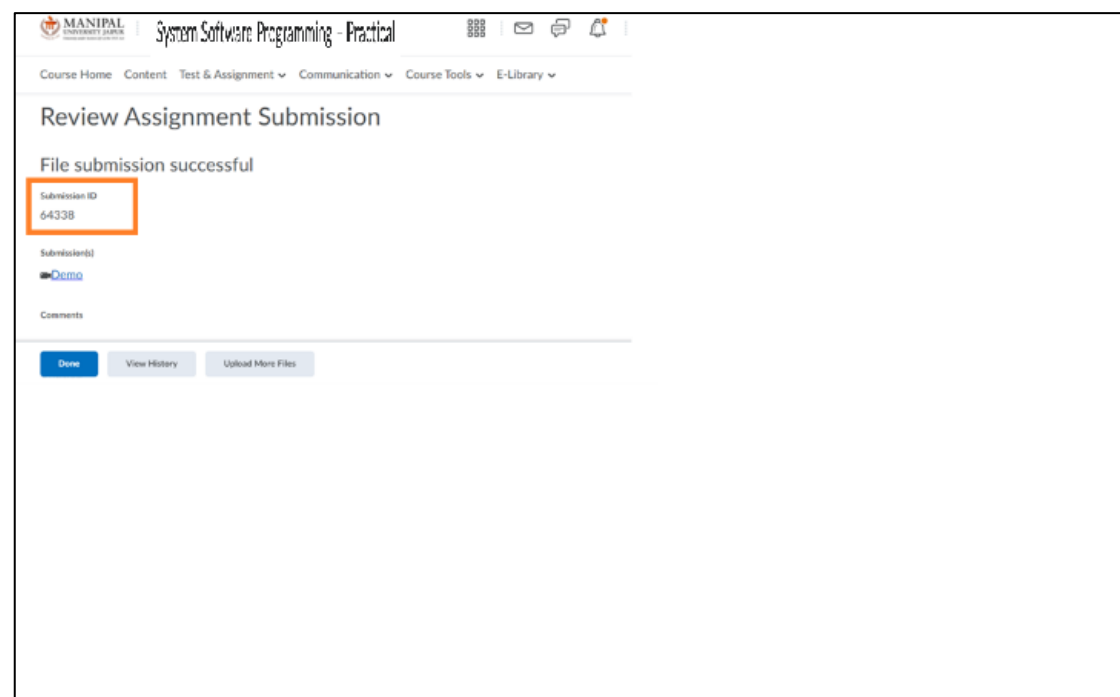 MANIPAL
UNIVERSITY JAIPUR
System Software Programming - Practical
Course Home Content Test & Assignment Communication Course Tools E-Library
Review Assignment Submission
File submission successful
Submission ID
64338
Submission(s)
Demo
Comments
Done View History Upload More Files